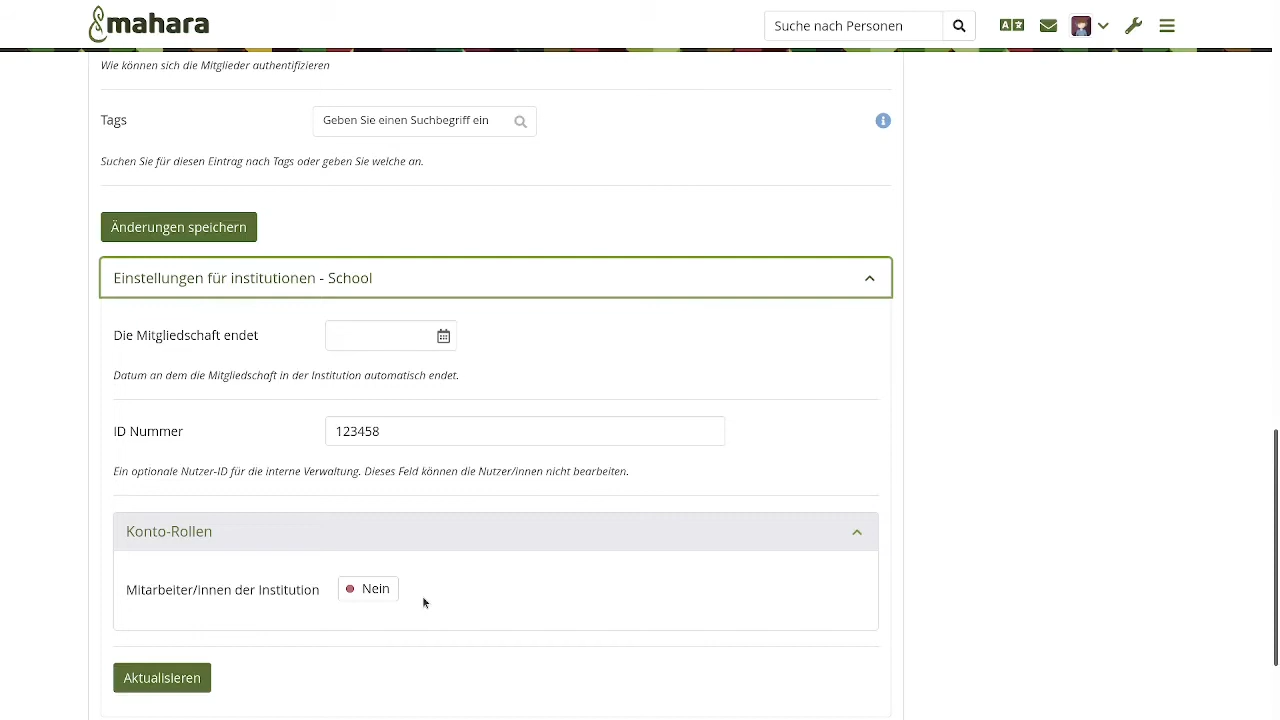 mahara
Suche nach Personen
Wie können sich die Mitglieder authentifizieren
Tags
Geben Sie einen Suchbegriff ein
Suchen Sie für diesen Eintrag nach Tags oder geben Sie welche an.
Änderungen speichern
Einstellungen für institutionen - School
Die Mitgliedschaft endet
Datum an dem die Mitgliedschaft in der Institution automatisch endet.
ID Nummer
123458
Ein optionale Nutzer-ID für die interne Verwaltung. Dieses Feld können die Nutzer/innen nicht bearbeiten.
Konto-Rollen
Mitarbeiter/innen der Institution
Nein
Aktualisieren